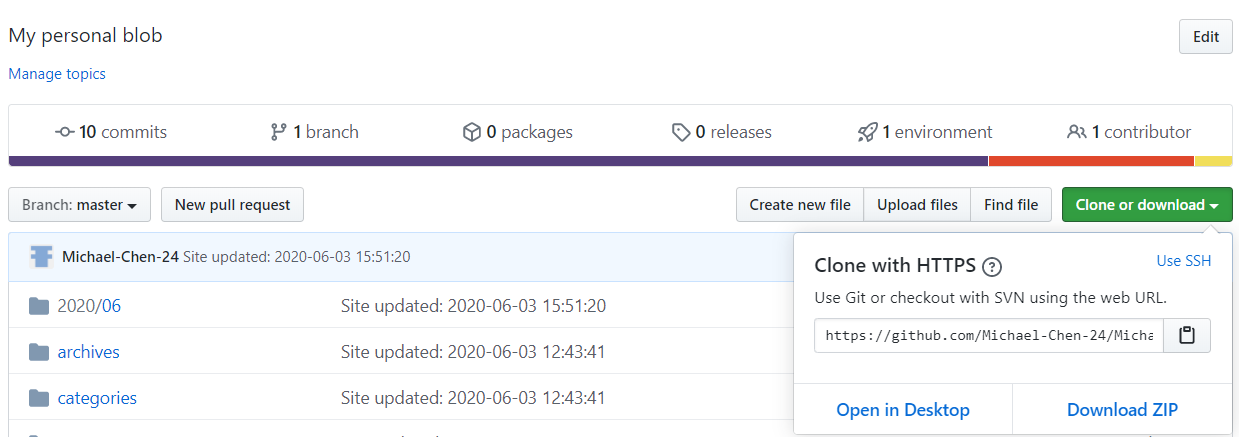 My personal blob
Edit
Manage topics
10 commits
1 branch
0 packages
0 releases
1 environment
1 contributor
Branch: master
New pull request
Create new file
Upload files
Find file
Clone or download
Michael-Chen-24 Site updated: 2020-06-03 15:51:20
Clone with HTTPS ?
Use SSH
Use Git or checkout with SVN using the web URL.
https://github.com/Michael-Chen-24/Micha
Open in Desktop
Download ZIP
2020/06 Site updated: 2020-06-03 15:51:20
archives Site updated: 2020-06-03 12:43:41
categories Site updated: 2020-06-03 12:43:41